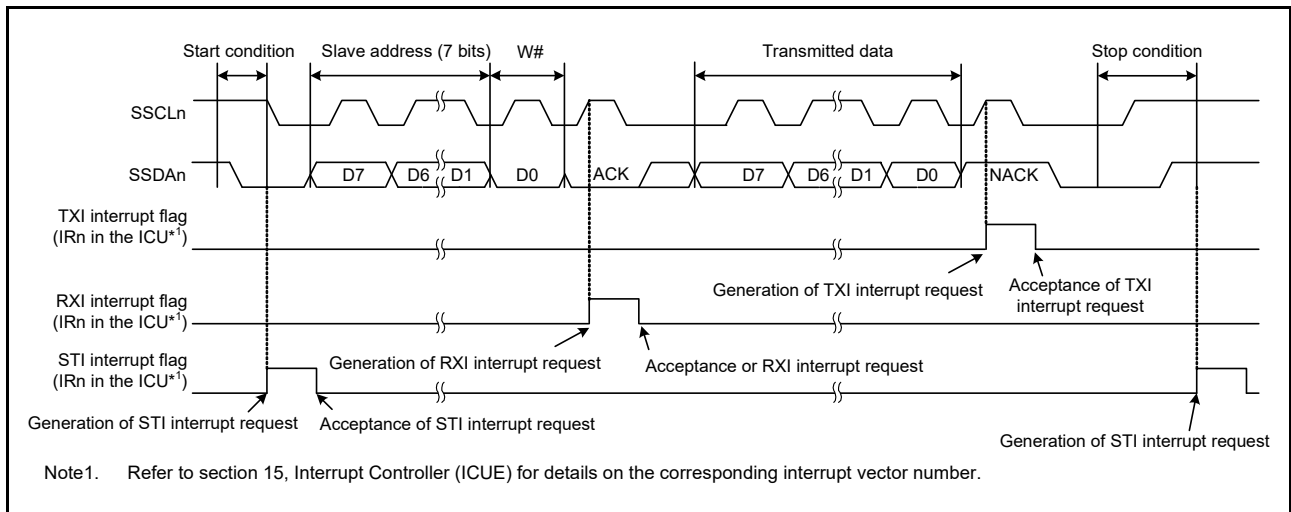 Start condition Slave address (7 bits) W# Transmitted data Stop condition
SSCLn
SSDAn D7 D6 D1 D0 ACK D7 D6 D1 D0 NACK
TXI interrupt flag
(IRn in the ICU*1)
Generation of TXI interrupt request
Acceptance of TXI
interrupt request
RXI interrupt flag
(IRn in the ICU*1)
Generation of RXI interrupt request
Acceptance or RXI interrupt request
STI interrupt flag
(IRn in the ICU*1)
Generation of STI interrupt request
Acceptance of STI interrupt request
Generation of STI interrupt request
Note1. Refer to section 15, Interrupt Controller (ICUE) for details on the corresponding interrupt vector number.